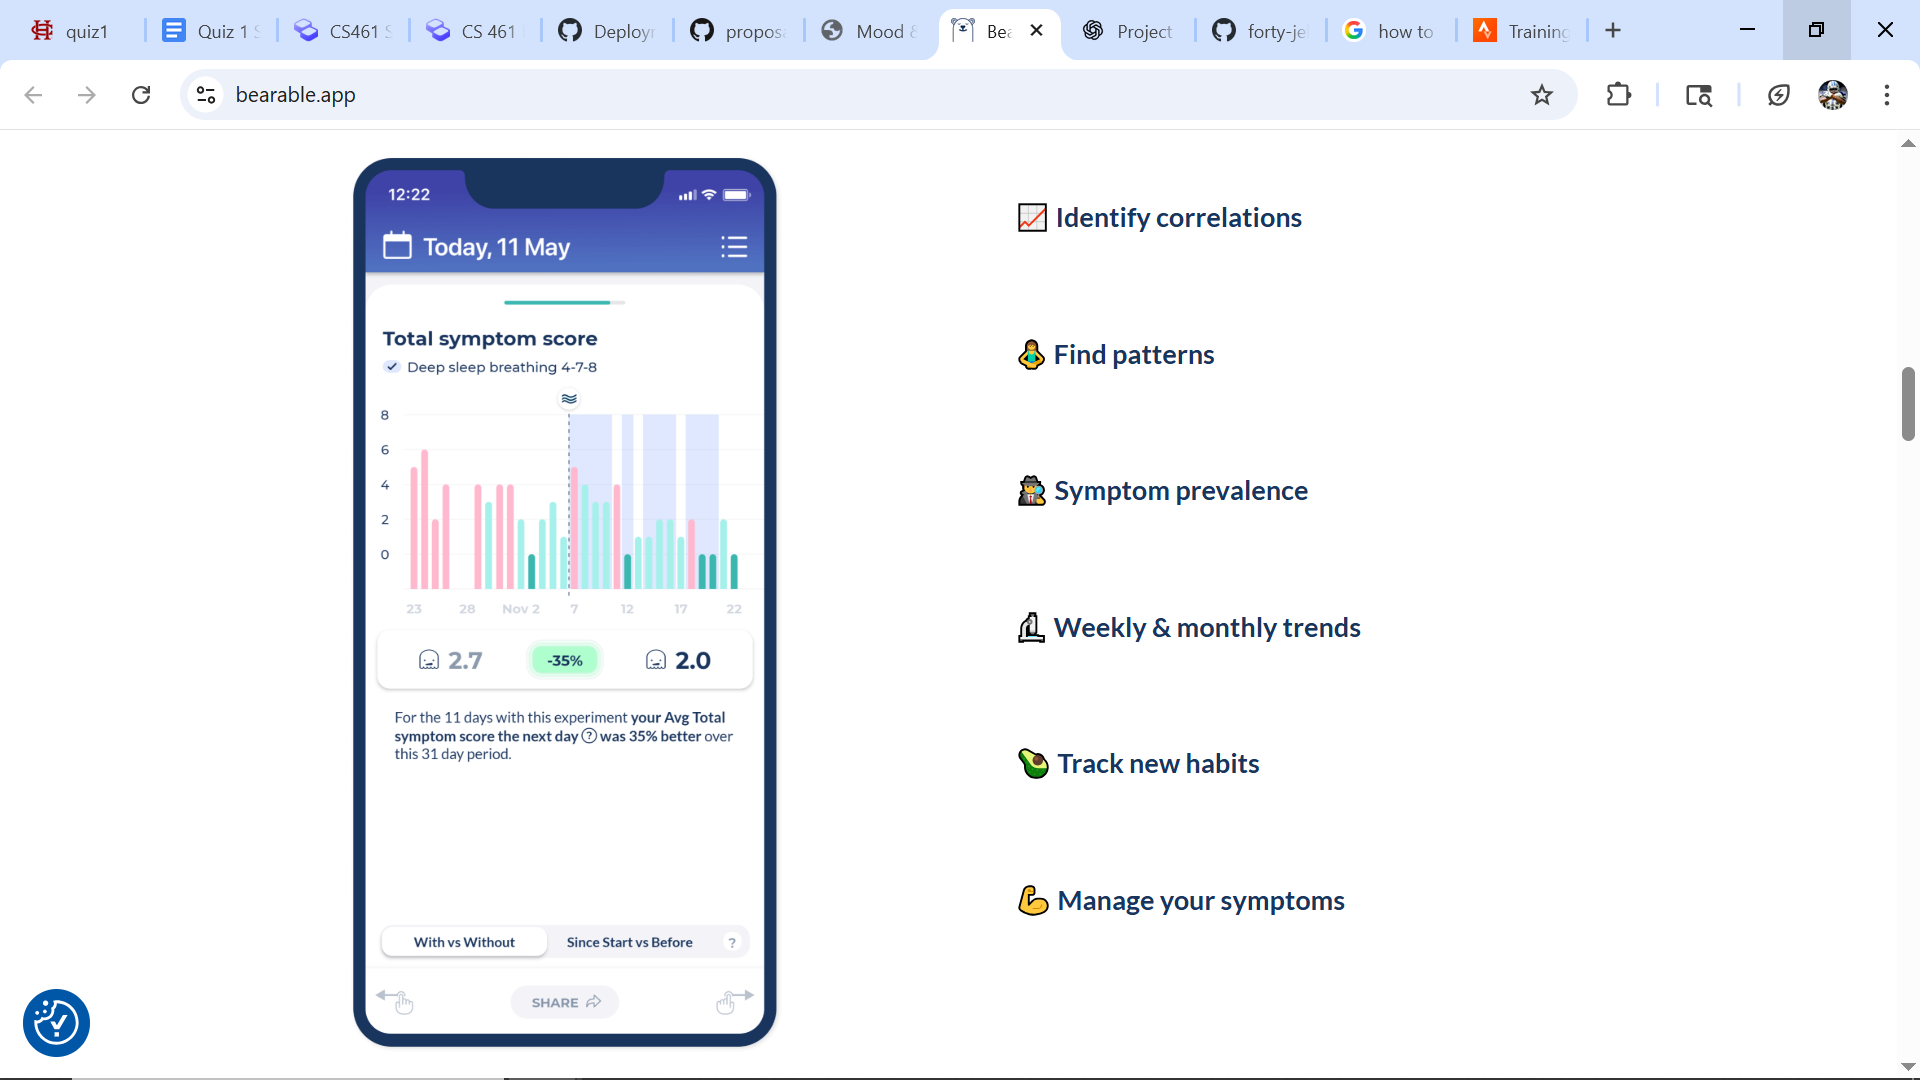 quiz1
Quiz 1
CS461
CS 461
Deploy
propos
Mood &
Bea
Project
forty-je
how to
Training
bearable.app
12:22
Today, 11 May
Total symptom score
Deep sleep breathing 4-7-8
8
6
4
2
0
23 28 Nov 2 7 12 17 22
2.7 -35% 2.0
For the 11 days with this experiment your Avg Total
symptom score the next day ? was 35% better over
this 31 day period.
With vs Without Since Start vs Before ?
SHARE
Identify correlations
Find patterns
Symptom prevalence
Weekly & monthly trends
Track new habits
Manage your symptoms